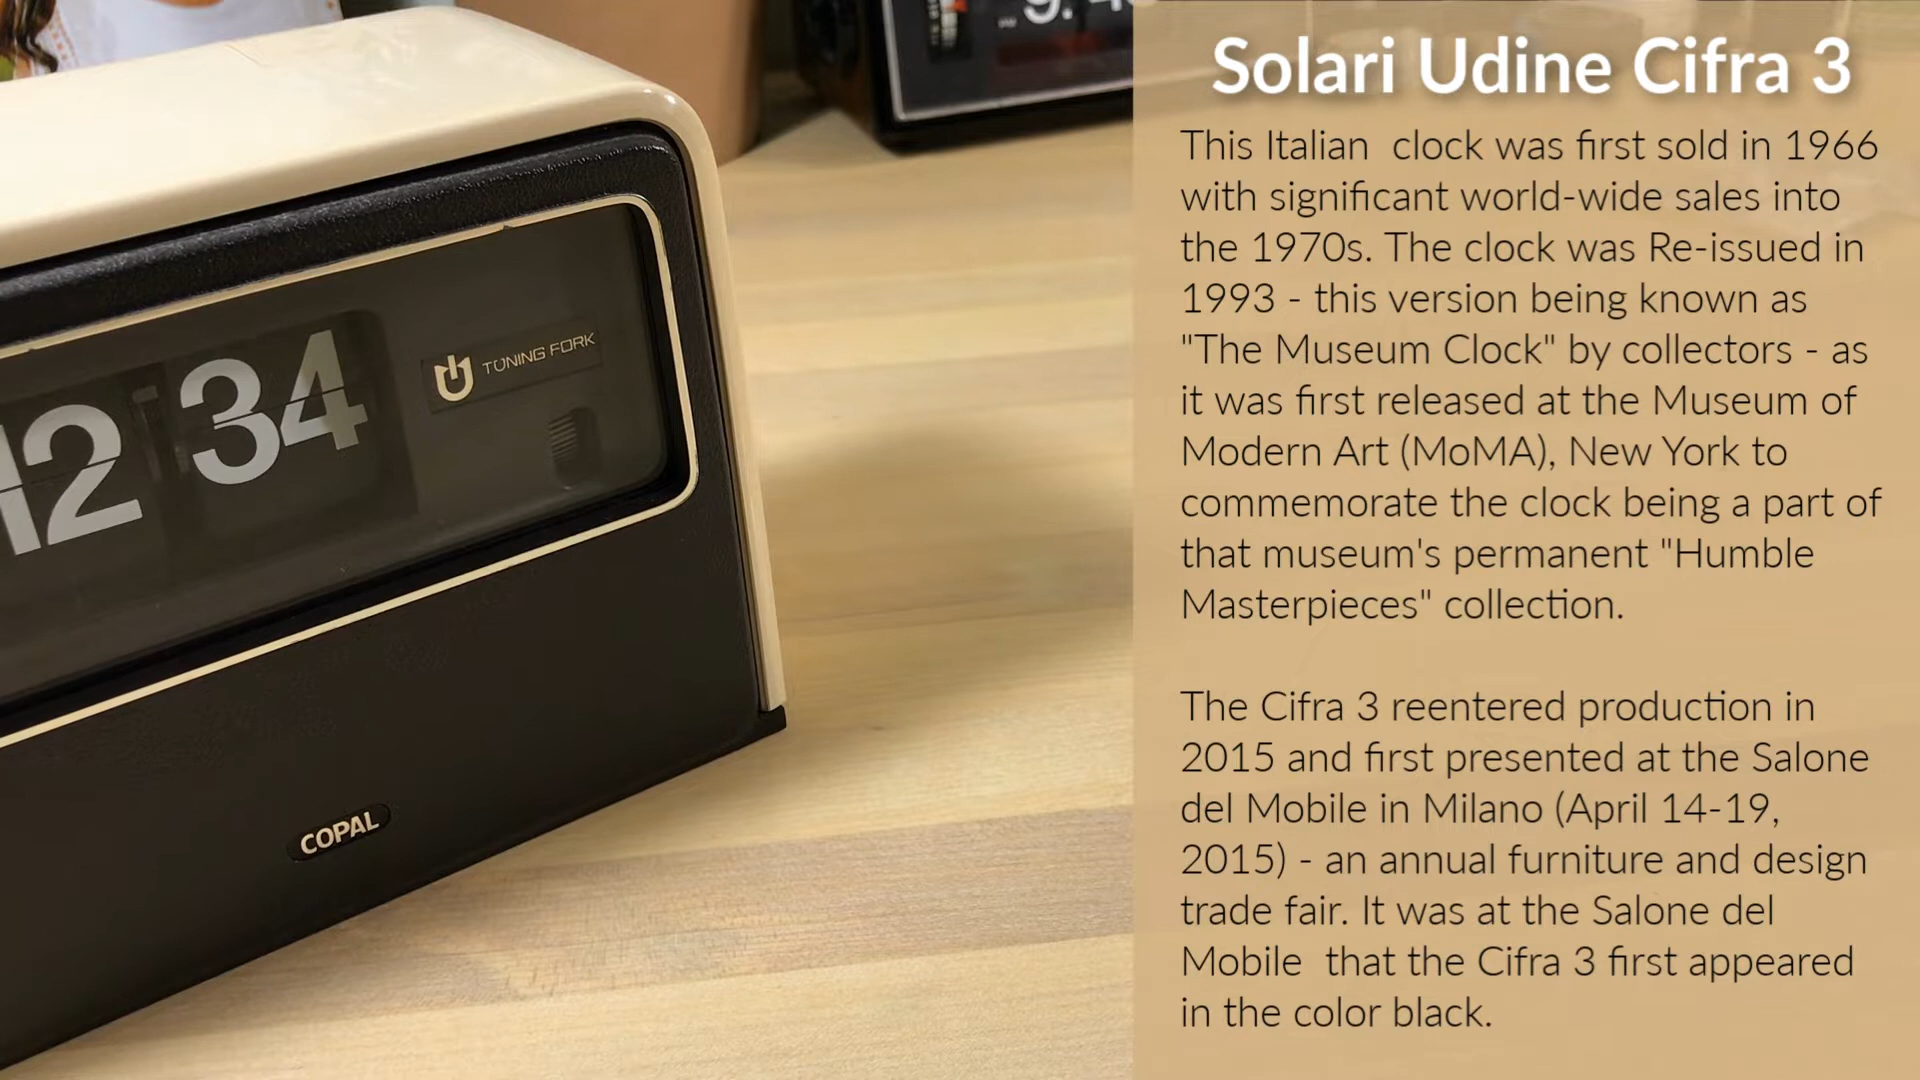 9:
Solari Udine Cifra 3
This Italian  clock was first sold in 1966
with significant world-wide sales into
the 1970s. The clock was Re-issued in
1993 - this version being known as
"The Museum Clock" by collectors - as
it was first released at the Museum of
Modern Art (MoMA), New York to
commemorate the clock being a part of
that museum's permanent "Humble
Masterpieces" collection.
The Cifra 3 reentered production in
2015 and first presented at the Salone
del Mobile in Milano (April 14-19,
2015) - an annual furniture and design
trade fair. It was at the Salone del
Mobile  that the Cifra 3 first appeared
in the color black.
12 34
TUNING FORK
COPAL